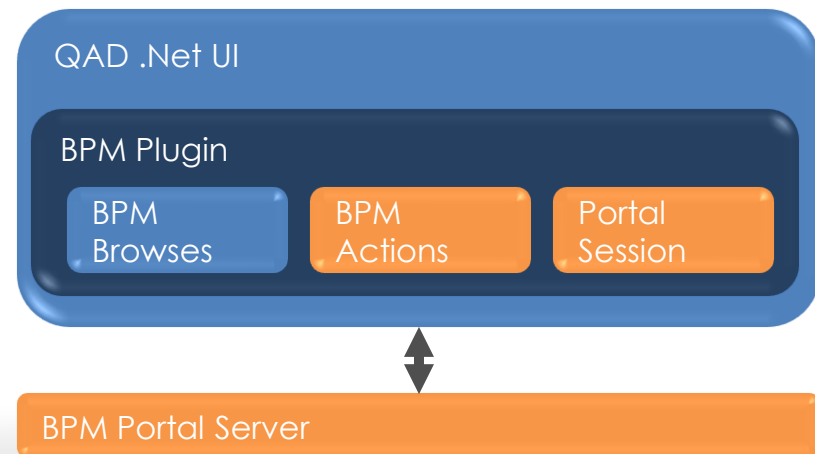 QAD .Net UI
BPM Plugin
BPM
Browses
BPM
Actions
Portal
Session
BPM Portal Server